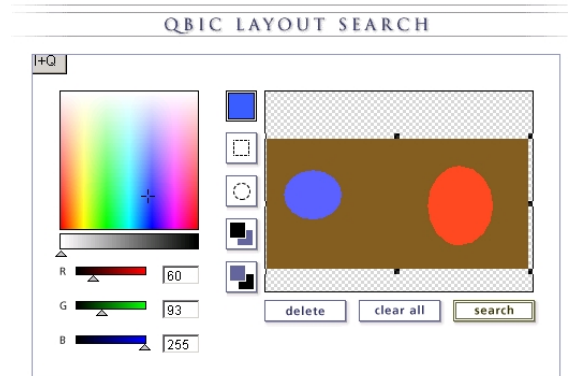 QBIC LAYOUT SEARCH
I+Q
R 60
G 93
B 255
delete clear all search